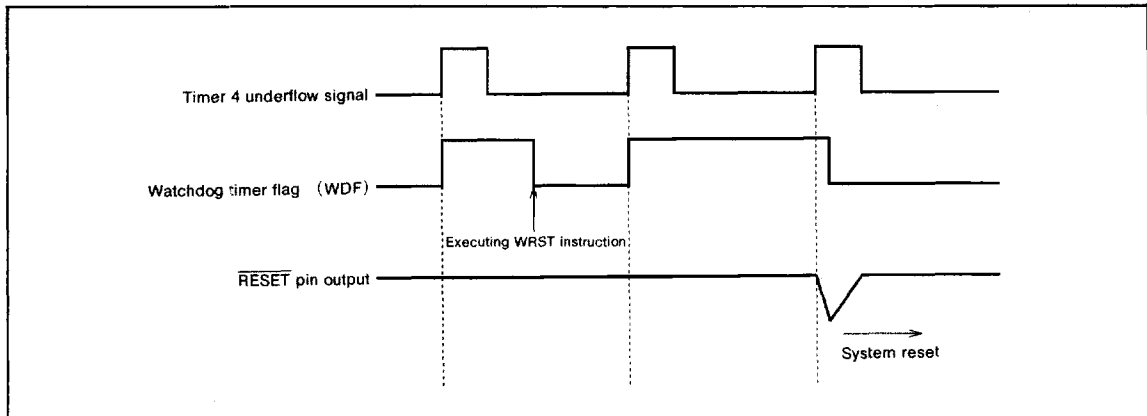 Timer 4 underflow signal
Watchdog timer flag (WDF)
Executing WRST instruction
RESET pin output
System reset